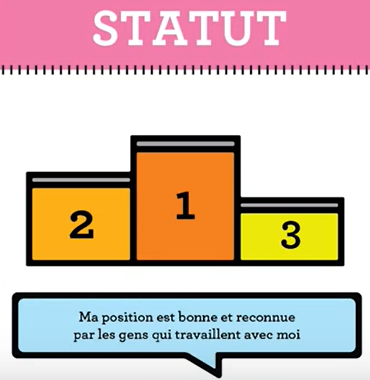 STATUT
2
1
3
Ma position est bonne et reconnue
par les gens qui travaillent avec moi